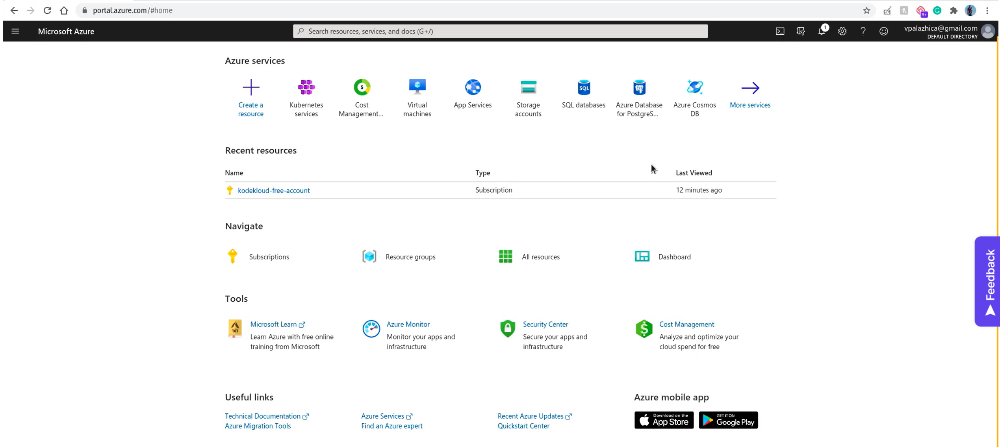 portal.azure.com/#home
9+
Microsoft Azure
Search resources, services, and docs (G+/)
1
vpalazhica@gmail.com
DEFAULT DIRECTORY
Azure services
Create a
resource
Kubernetes
services
$
Cost
Management...
Virtual
machines
App Services
Storage
accounts
SQL
SQL databases
Azure Database
for PostgreS...
Azure Cosmos
DB
More services
Recent resources
Name Type Last Viewed
kodekloud-free-account Subscription 12 minutes ago
Navigate
Subscriptions Resource groups All resources Dashboard
Tools
101
Microsoft Learn
Learn Azure with free online
training from Microsoft
Azure Monitor
Monitor your apps and
infrastructure
Security Center
Secure your apps and
infrastructure
$
Cost Management
Analyze and optimize your
cloud spend for free
Feedback
Useful links
Technical Documentation
Azure Migration Tools
Azure Services
Find an Azure expert
Recent Azure Updates
Quickstart Center
Azure mobile app
Download on the
App Store
GET IT ON
Google Play